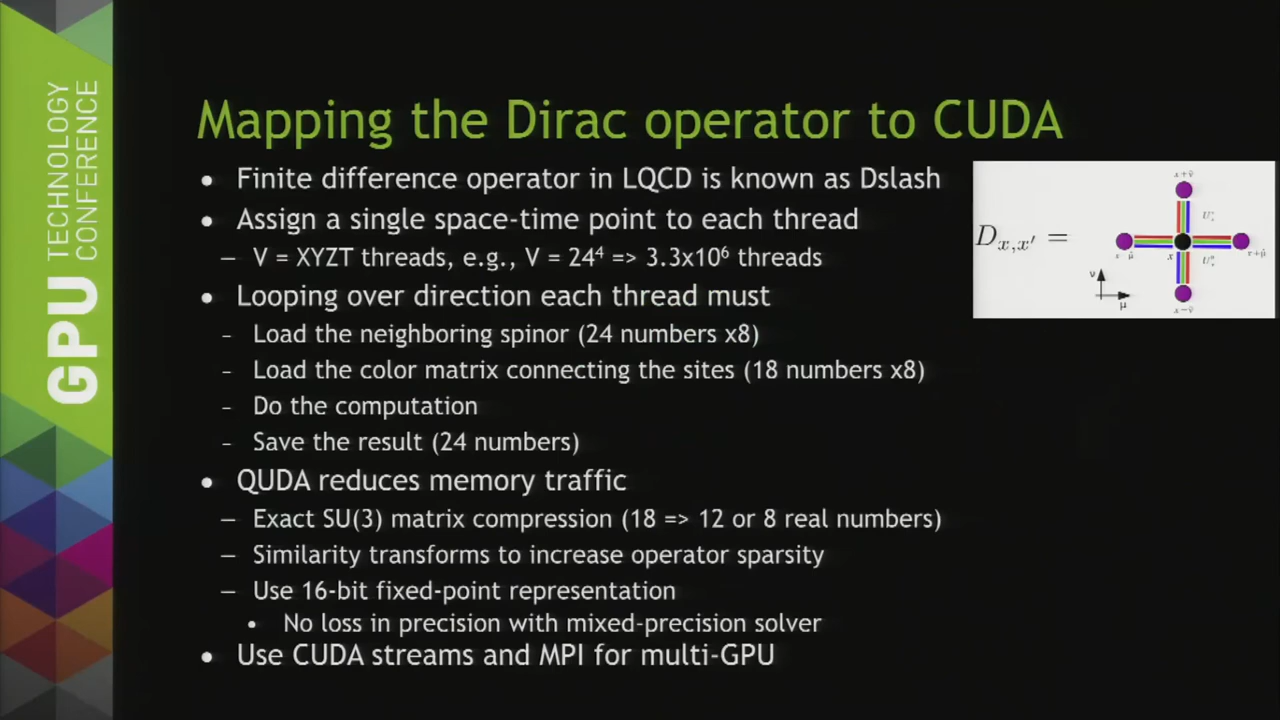 GPU TECHNOLOGY
CONFERENCE
Mapping the Dirac operator to CUDA
• Finite difference operator in LQCD is known as Dslash
• Assign a single space-time point to each thread
– V = XYZT threads, e.g., V = 24⁴ => 3.3x10⁶ threads
• Looping over direction each thread must
– Load the neighboring spinor (24 numbers x8)
– Load the color matrix connecting the sites (18 numbers x8)
– Do the computation
– Save the result (24 numbers)
• QUDA reduces memory traffic
– Exact SU(3) matrix compression (18 => 12 or 8 real numbers)
– Similarity transforms to increase operator sparsity
– Use 16-bit fixed-point representation
• No loss in precision with mixed-precision solver
• Use CUDA streams and MPI for multi-GPU
D_{x,x'} =
x+ν̂
x
x+μ̂
ν
μ
x−ν̂